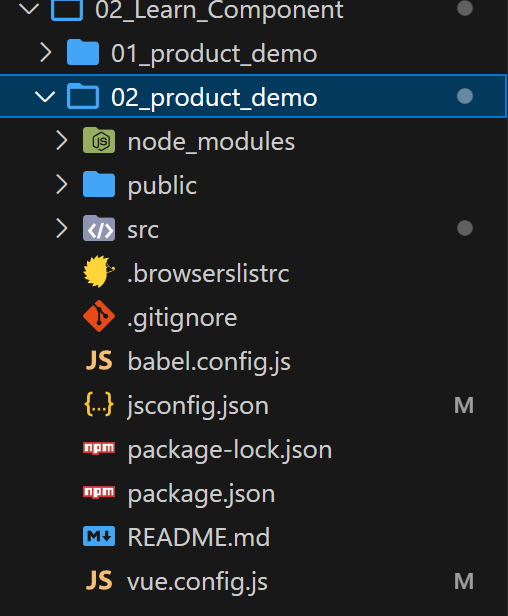 02_Learn_Component
01_product_demo
02_product_demo
node_modules
public
src
.browserslistrc
.gitignore
JS babel.config.js
{...} jsconfig.json M
npm package-lock.json
npm package.json
M README.md
JS vue.config.js M